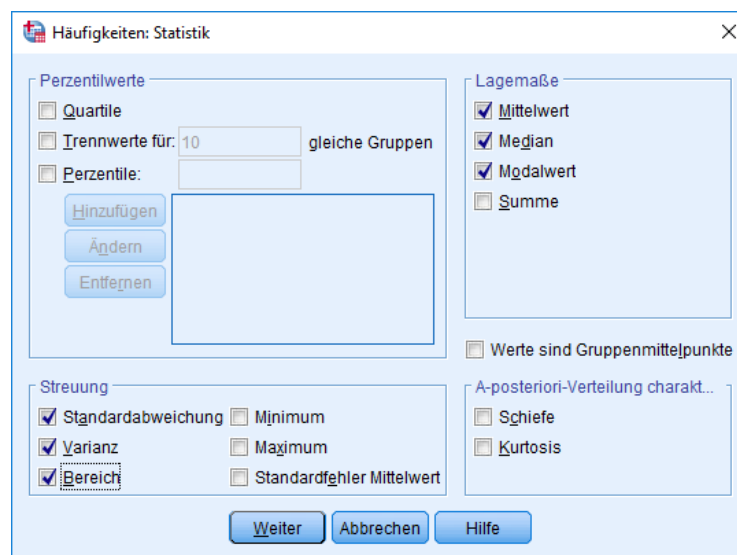 Häufigkeiten: Statistik
Perzentilwerte
Quartile
Trennwerte für: 10 gleiche Gruppen
Perzentile:
Hinzufügen
Ändern
Entfernen
Lagemaße
Mittelwert
Median
Modalwert
Summe
Werte sind Gruppenmittelpunkte
Streuung
Standardabweichung Minimum
Varianz Maximum
Bereich Standardfehler Mittelwert
A-posteriori-Verteilung charakt...
Schiefe
Kurtosis
Weiter Abbrechen Hilfe